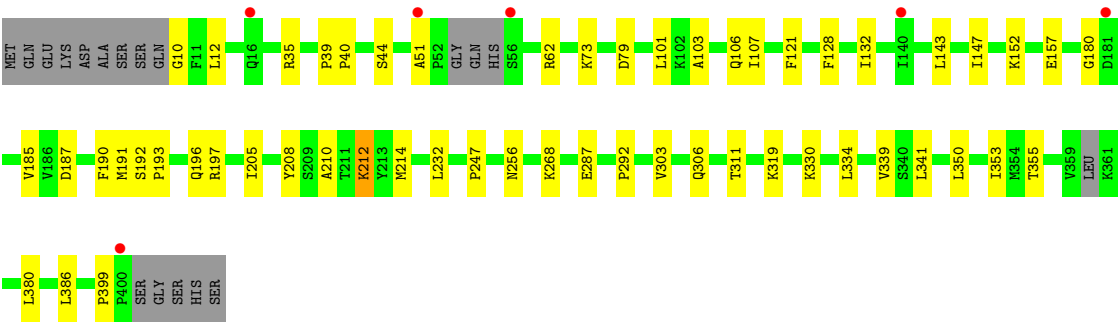 MET GLN GLU LYS ASP ALA SER SER GLN G10 F11 L12 Q16 R35 P39 P40 S44 A51 P52 GLY GLN HIS S56 R62 K73 D79 L101 K102 A103 Q106 I107 F121 F128 I132 I140 L143 I147 K152 E157 G180 D181
V185 V186 D187 F190 M191 S192 P193 Q196 R197 I205 Y208 S209 A210 T211 K212 Y213 M214 L232 P247 N256 K268 E287 P292 V303 Q306 T311 K319 K330 L334 V339 S340 L341 L350 I353 M354 T355 V359 LEU K361
L380 L386 P399 P400 SER GLY SER HIS SER